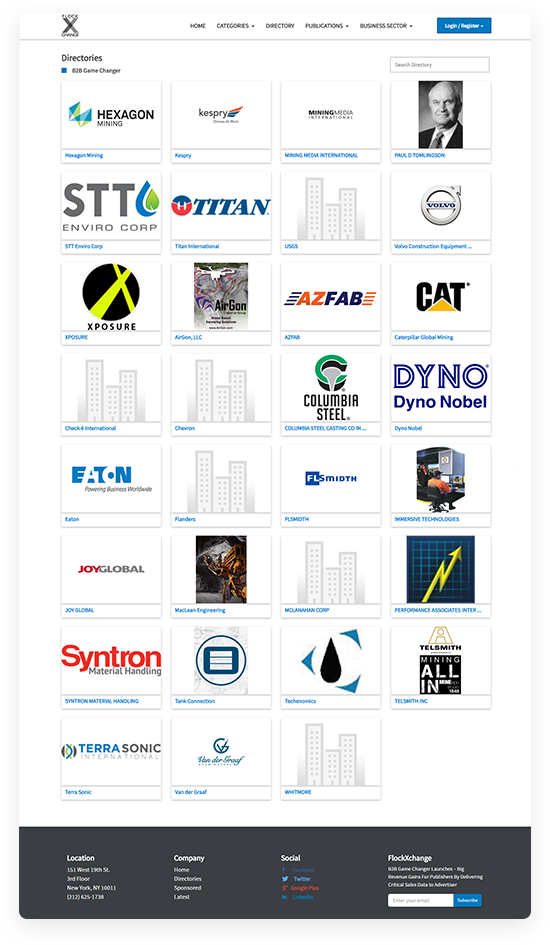 FLOCK
X
CHANGE
HOME CATEGORIES DIRECTORY PUBLICATIONS BUSINESS SECTOR Login / Register
Directories
B2B Game Changer
Search Directory
HEXAGON
MINING
kespry
Drones At Work
MININGMEDIA
INTERNATIONAL
Hexagon Mining
Kespry
MINING MEDIA INTERNATIONAL
PAUL D TOMLINGSON
STT
ENVIRO CORP
TITAN
VOLVO
STT Enviro Corp
Titan International
USGS
Volvo Construction Equipment ...
XPOSURE
AirGon
www.AirGon.com
AZFAB
CAT
XPOSURE
AirGon, LLC
AZFAB
Caterpillar Global Mining
COLUMBIA
STEEL
DYNO
Dyno Nobel
Check-6 International
Chevron
COLUMBIA STEEL CASTING CO IN ...
Dyno Nobel
EATON
Powering Business Worldwide
FLSMIDTH
Eaton
Flanders
FLSMIDTH
IMMERSIVE TECHNOLOGIES
JOYGLOBAL
JOY GLOBAL
MacLean Engineering
MCLANAHAN CORP
PERFORMANCE ASSOCIATES INTER ...
Syntron
Material Handling
TELSMITH
MINING
ALL
IN
SYNTRON MATERIAL HANDLING
Tank Connection
Techenomics
TELSMITH INC
TERRA SONIC
INTERNATIONAL
Van der Graaf
Terra Sonic
Van der Graaf
WHITMORE
Location
151 West 19th St.
3rd Floor
New York, NY 10011
(212) 625-1738
Company
Home
Directories
Sponsored
Latest
Social
Facebook
Twitter
Google Plus
LinkedIn
FlockXchange
B2B Game Changer Launches - Big
Revenue Gains For Publishers By Delivering
Critical Sales Data to Advertiser
Enter your email Subscribe